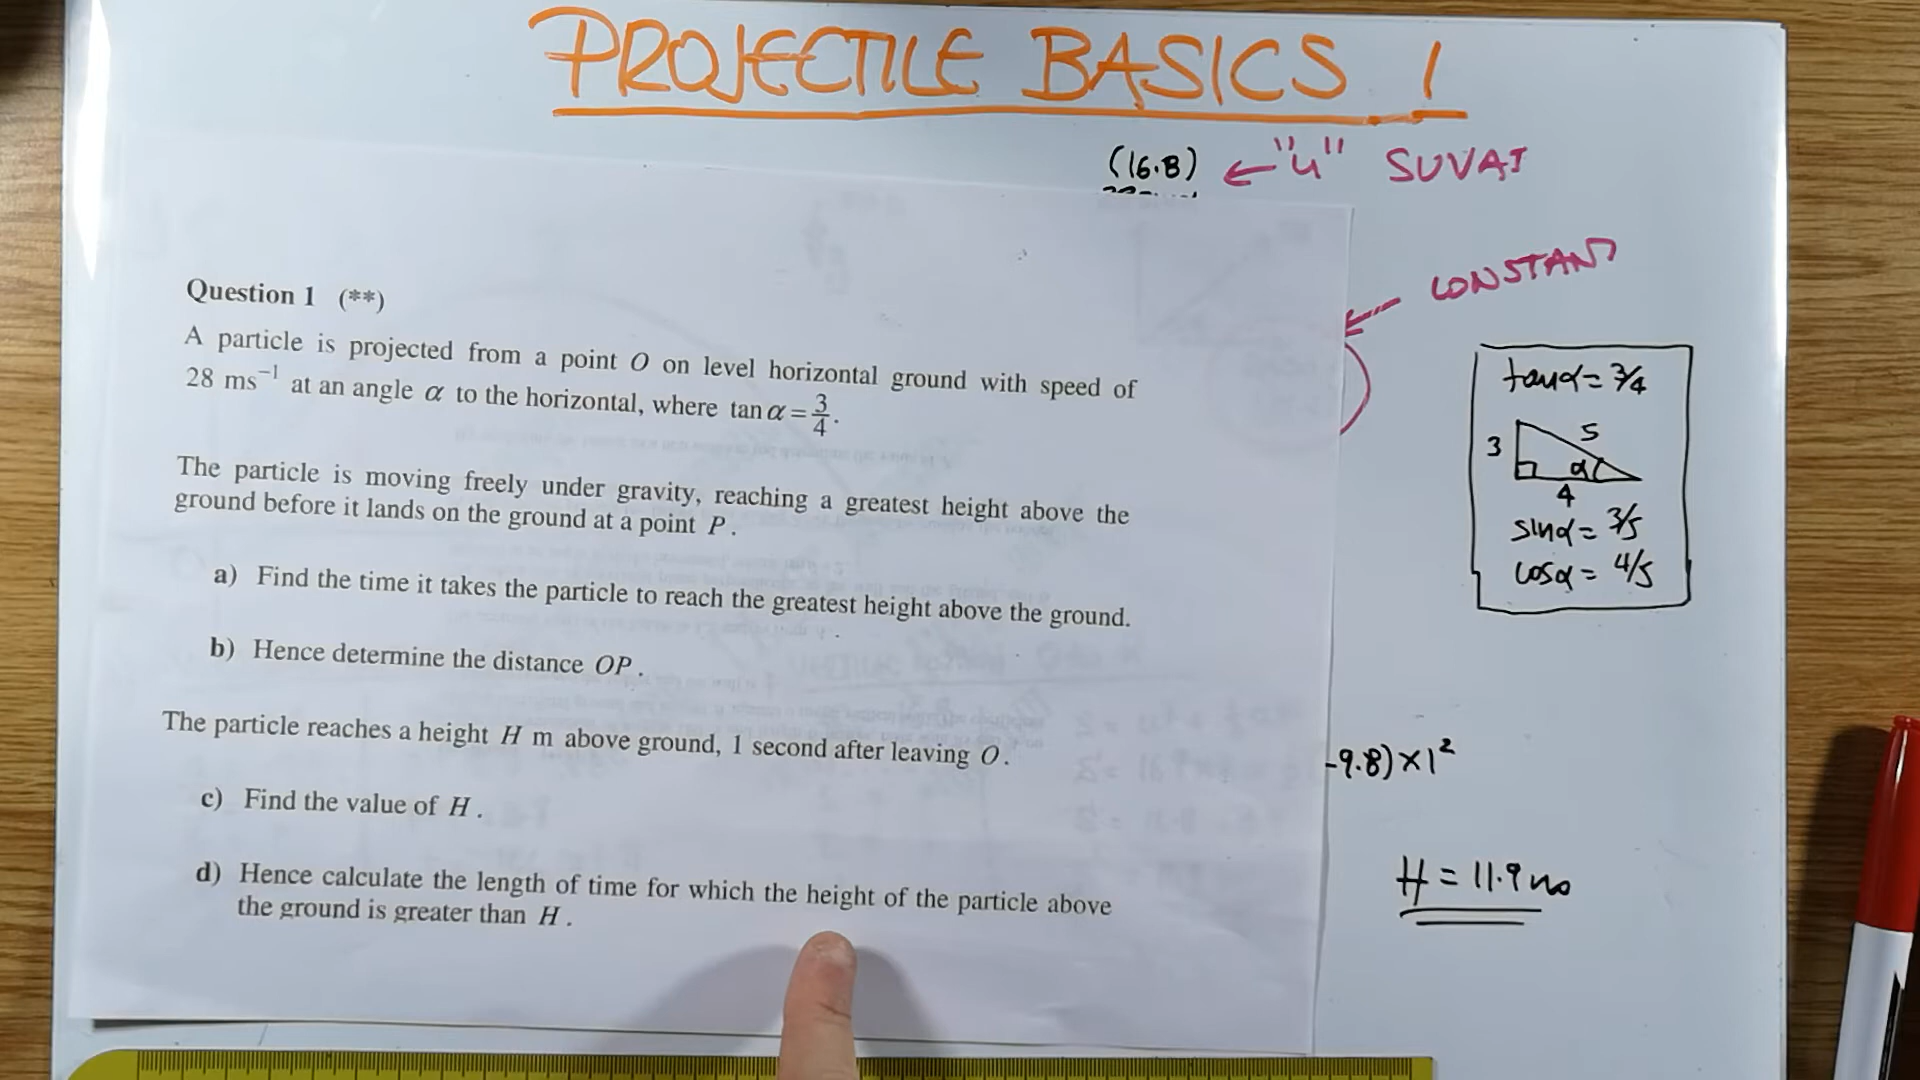 PROJECTILE BASICS 1
(16.8) ← "u" SUVAT
CONSTANT
Question 1 (**)
A particle is projected from a point O on level horizontal ground with speed of
28 ms⁻¹ at an angle α to the horizontal, where tan α = 3/4.
The particle is moving freely under gravity, reaching a greatest height above the
ground before it lands on the ground at a point P.
a) Find the time it takes the particle to reach the greatest height above the ground.
b) Hence determine the distance OP.
The particle reaches a height H m above ground, 1 second after leaving O.
c) Find the value of H.
d) Hence calculate the length of time for which the height of the particle above
the ground is greater than H.
tanα = 3/4
3
5
α
4
sinα = 3/5
cosα = 4/5
-9.8) × 1²
H = 11.9 m